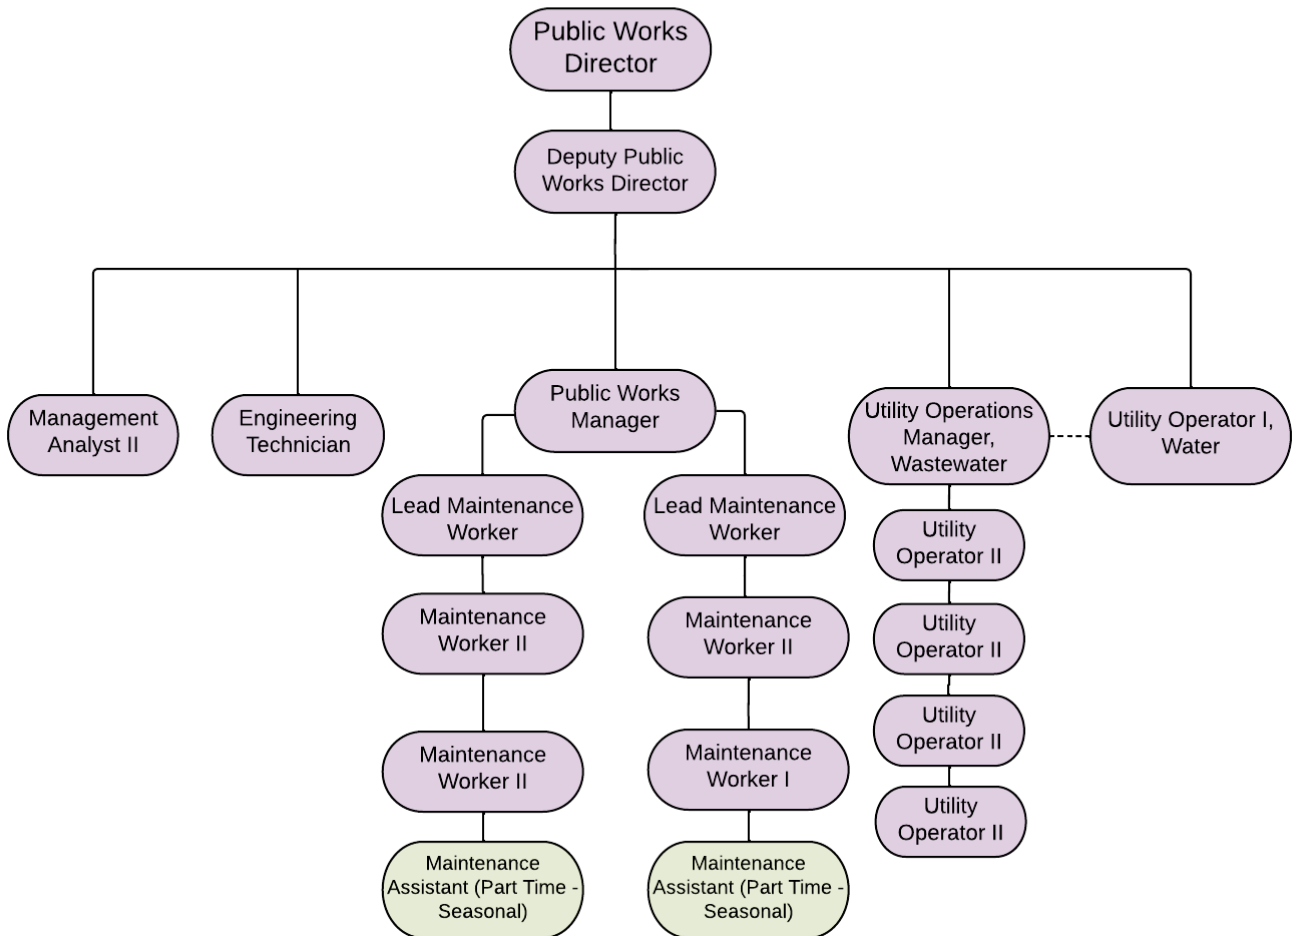 Public Works
Director
Deputy Public
Works Director
Management
Analyst II
Engineering
Technician
Public Works
Manager
Utility Operations
Manager,
Wastewater
Utility Operator I,
Water
Lead Maintenance
Worker
Lead Maintenance
Worker
Utility
Operator II
Maintenance
Worker II
Maintenance
Worker II
Utility
Operator II
Utility
Operator II
Maintenance
Worker II
Maintenance
Worker I
Utility
Operator II
Maintenance
Assistant (Part Time -
Seasonal)
Maintenance
Assistant (Part Time -
Seasonal)